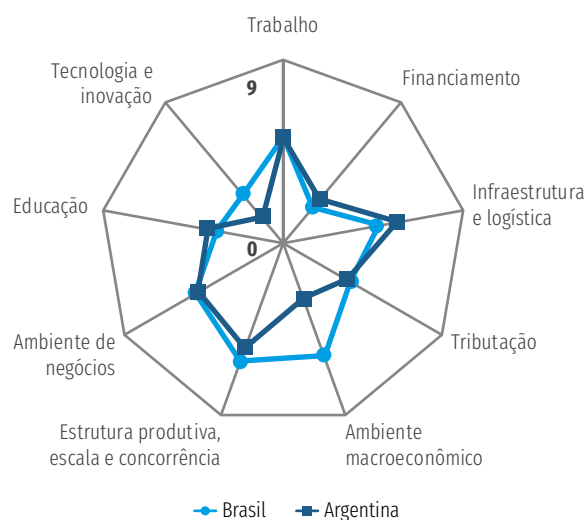 Trabalho
Tecnologia e
inovação
9
Financiamento
Educação
Infraestrutura
e logística
0
Ambiente de
negócios
Tributação
Estrutura produtiva,
escala e concorrência
Ambiente
macroeconômico
Brasil
Argentina